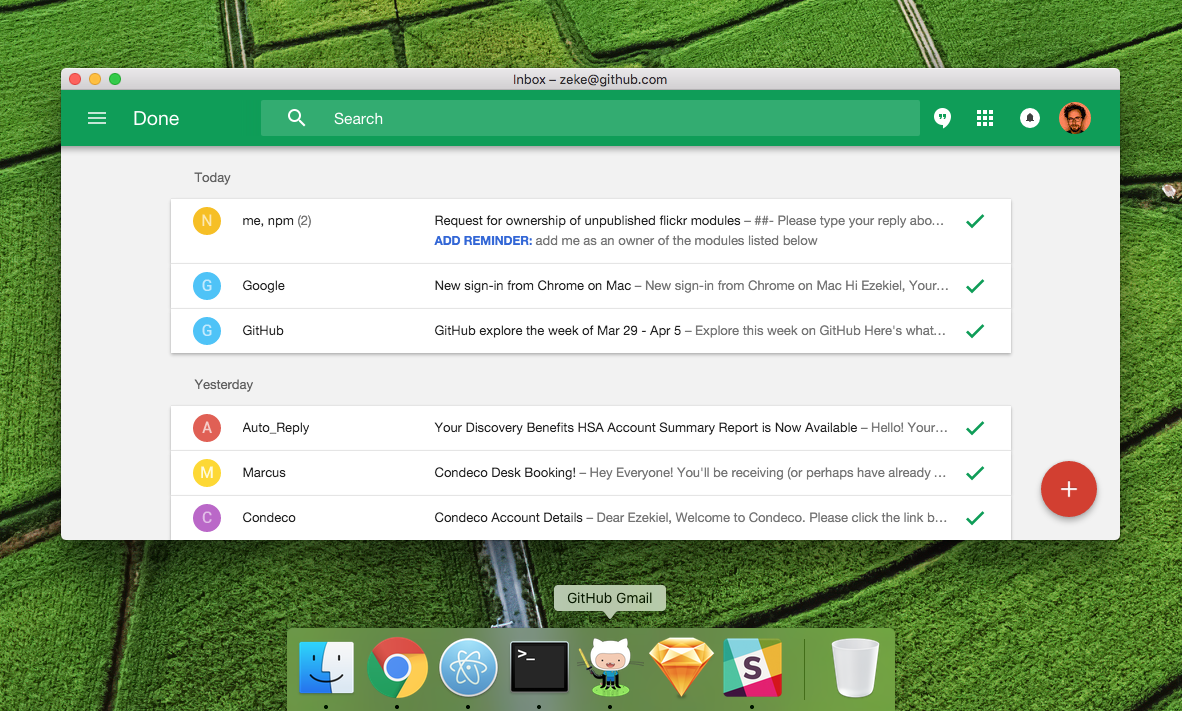 Inbox – zeke@github.com
Done
Search
Today
N me, npm (2) Request for ownership of unpublished flickr modules – ##- Please type your reply abo…
ADD REMINDER: add me as an owner of the modules listed below
G Google New sign-in from Chrome on Mac – New sign-in from Chrome on Mac Hi Ezekiel, Your…
G GitHub GitHub explore the week of Mar 29 - Apr 5 – Explore this week on GitHub Here's what…
Yesterday
A Auto_Reply Your Discovery Benefits HSA Account Summary Report is Now Available – Hello! Your…
M Marcus Condeco Desk Booking! – Hey Everyone! You'll be receiving (or perhaps have already …
C Condeco Condeco Account Details – Dear Ezekiel, Welcome to Condeco. Please click the link b…
GitHub Gmail
>_
S